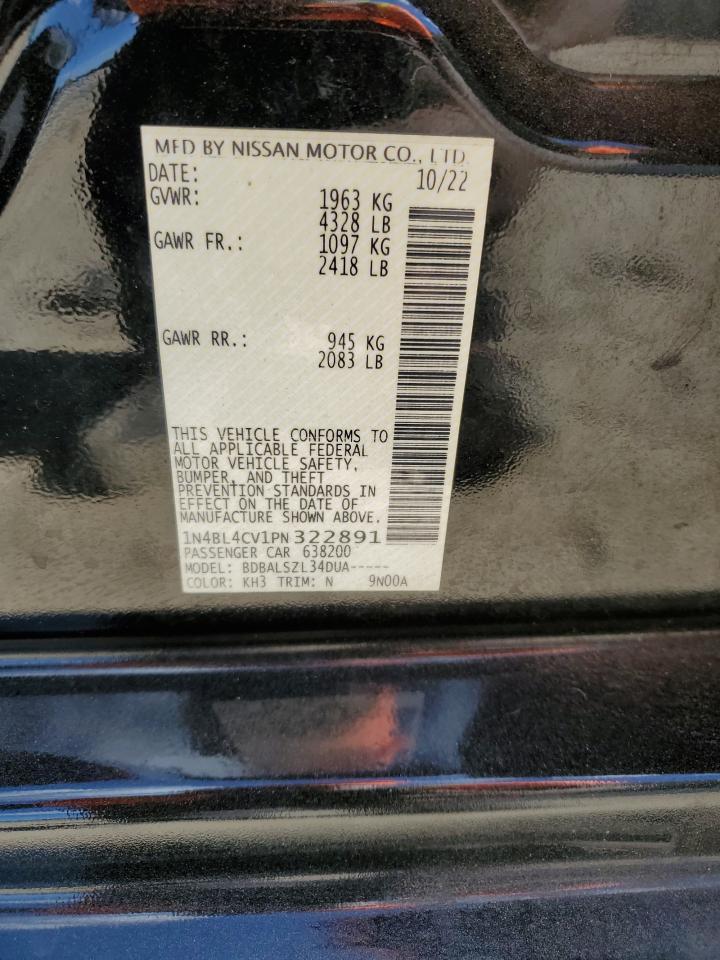 MFD BY NISSAN MOTOR CO., LTD.
DATE: 10/22
GVWR: 1963 KG
4328 LB
GAWR FR.: 1097 KG
2418 LB
GAWR RR.: 945 KG
2083 LB
THIS VEHICLE CONFORMS TO
ALL APPLICABLE FEDERAL
MOTOR VEHICLE SAFETY,
BUMPER, AND THEFT
PREVENTION STANDARDS IN
EFFECT ON THE DATE OF
MANUFACTURE SHOWN ABOVE.
1N4BL4CV1PN322891
PASSENGER CAR 638200
MODEL: BDBALSZL34DUA-----
COLOR: KH3 TRIM: N 9N00A